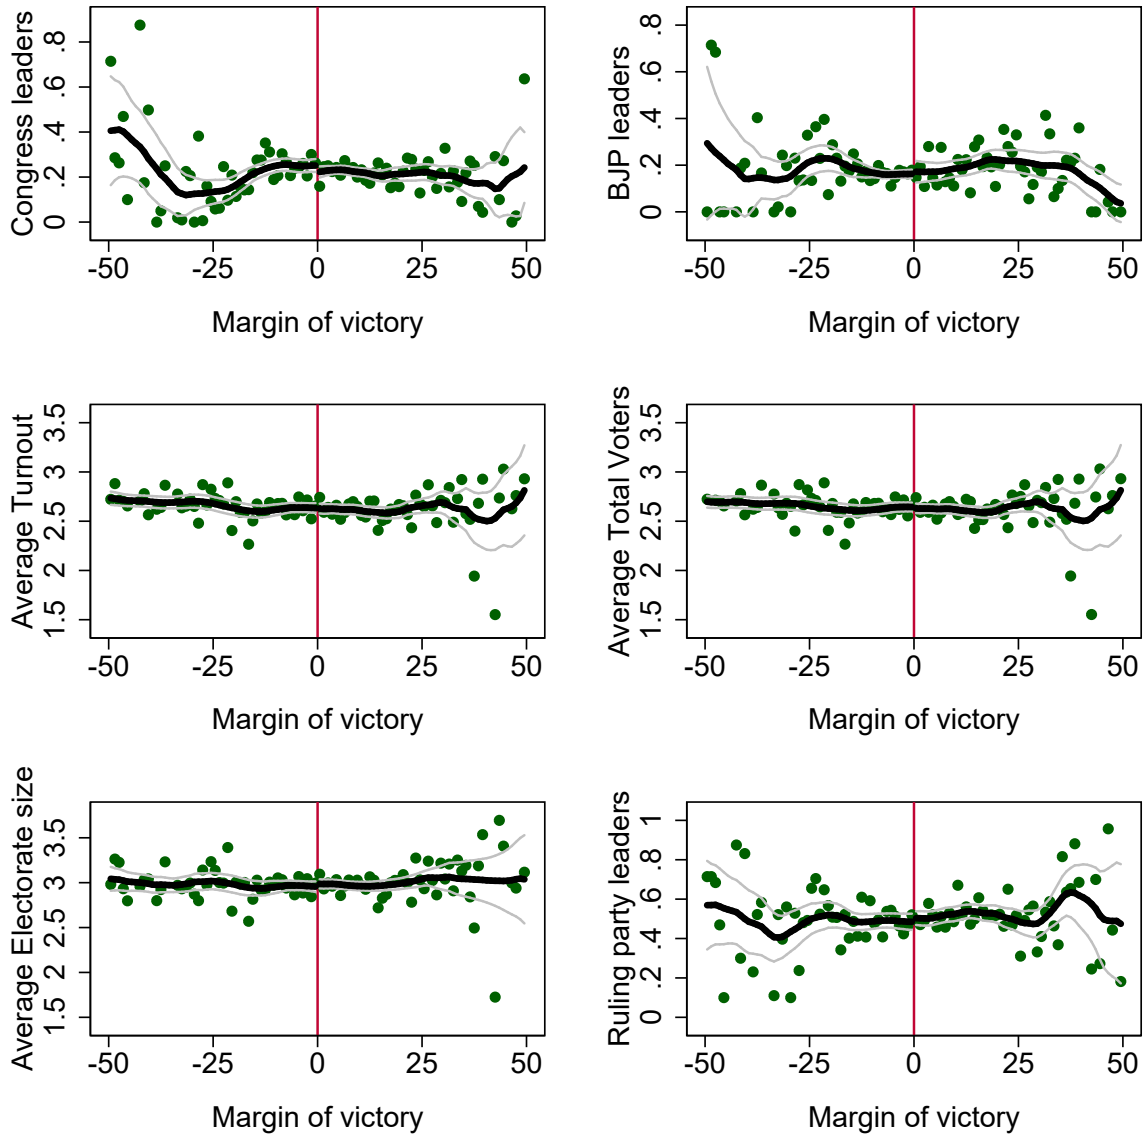 Congress leaders
0 .2 .4 .6 .8
-50 -25 0 25 50
Margin of victory
BJP leaders
0 .2 .4 .6 .8
-50 -25 0 25 50
Margin of victory
Average Turnout
1.5 2 2.5 3 3.5
-50 -25 0 25 50
Margin of victory
Average Total Voters
1.5 2 2.5 3 3.5
-50 -25 0 25 50
Margin of victory
Average Electorate size
1.5 2 2.5 3 3.5
-50 -25 0 25 50
Margin of victory
Ruling party leaders
0 .2 .4 .6 .8 1
-50 -25 0 25 50
Margin of victory